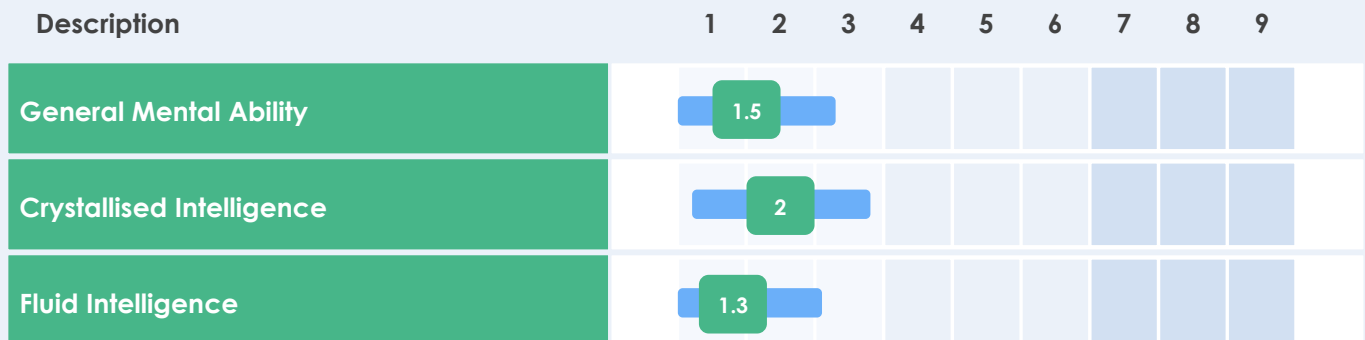 Description 1 2 3 4 5 6 7 8 9
General Mental Ability 1.5
Crystallised Intelligence 2
Fluid Intelligence 1.3